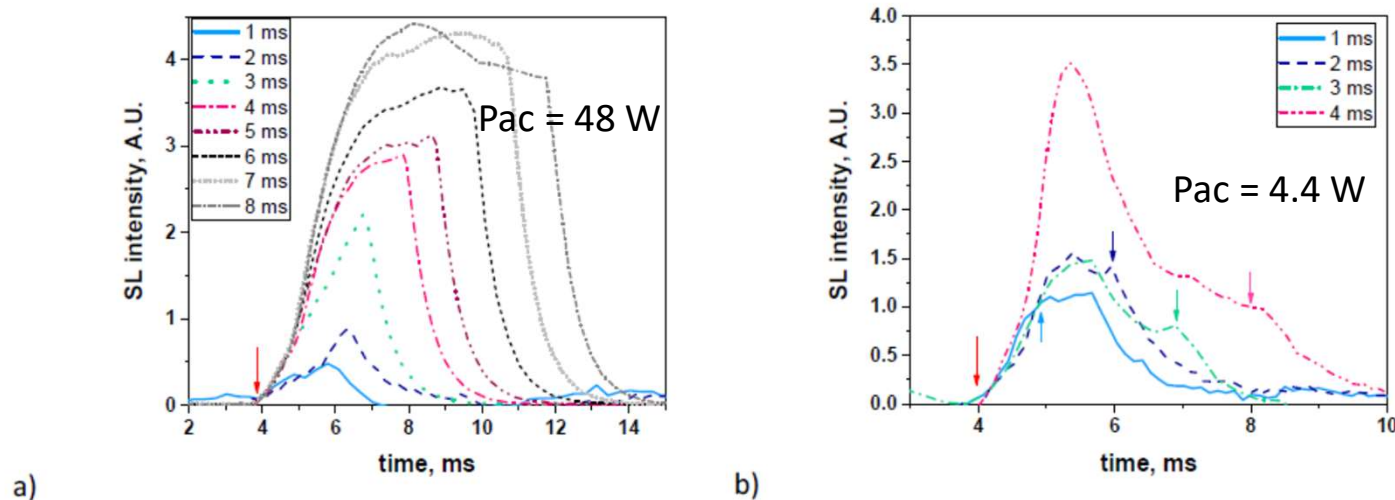 1 ms
2 ms
3 ms
4 ms
5 ms
6 ms
7 ms
8 ms
Pac = 48 W
SL intensity, A.U.
4
3
2
1
0
2 4 6 8 10 12 14
time, ms
a)
1 ms
2 ms
3 ms
4 ms
Pac = 4.4 W
SL intensity, A.U.
4.0
3.5
3.0
2.5
2.0
1.5
1.0
0.5
0.0
4 6 8 10
time, ms
b)